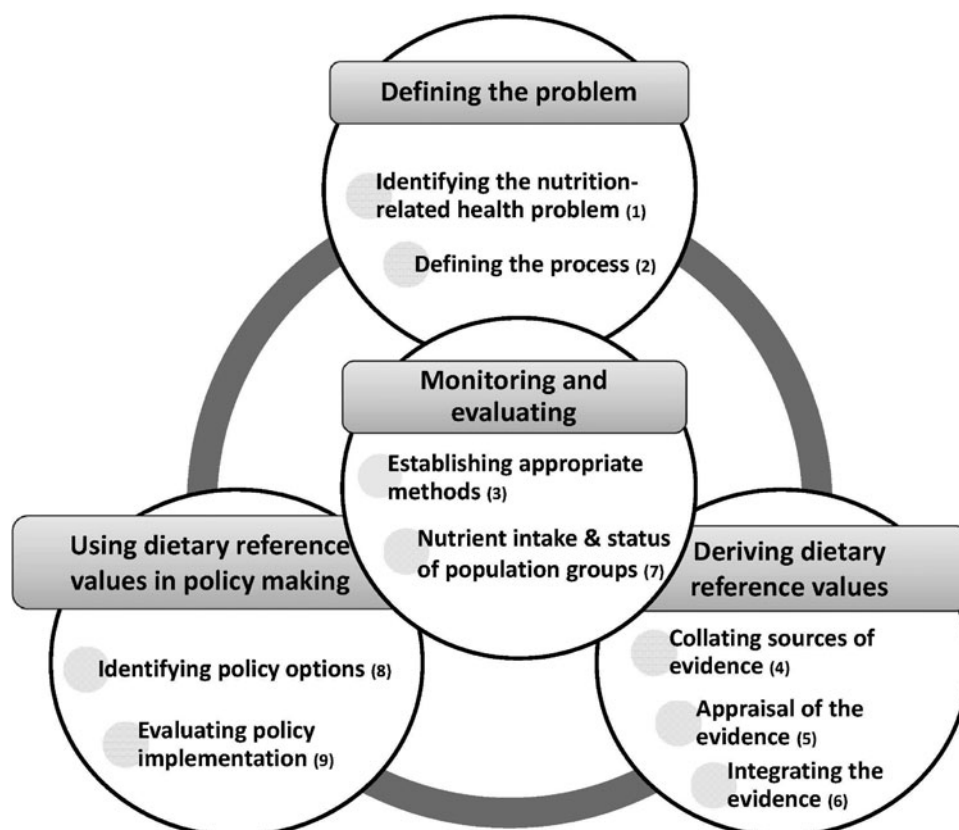 Defining the problem
Identifying the nutrition-
related health problem (1)
Defining the process (2)
Monitoring and
evaluating
Establishing appropriate
methods (3)
Nutrient intake & status
of population groups (7)
Using dietary reference
values in policy making
Identifying policy options (8)
Evaluating policy
implementation (9)
Deriving dietary
reference values
Collating sources of
evidence (4)
Appraisal of the
evidence (5)
Integrating the
evidence (6)